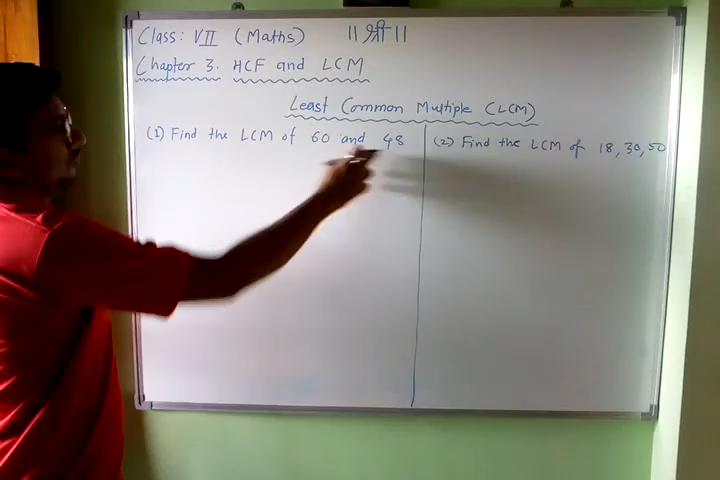 Class: VII (Maths) || श्री ||
Chapter 3. HCF and LCM
Least Common Multiple (LCM)
(1) Find the LCM of 60 and 48
(2) Find the LCM of 18, 30, 50